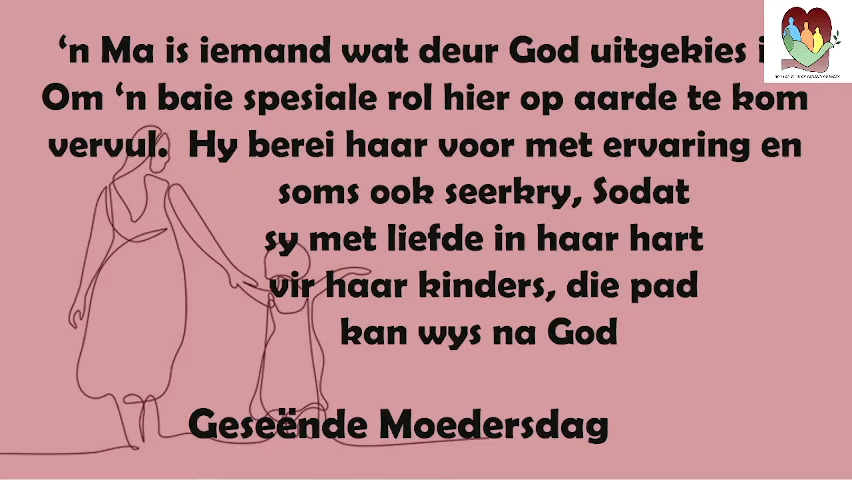 ‘n Ma is iemand wat deur God uitgekies
Om ‘n baie spesiale rol hier op aarde te kom
vervul. Hy berei haar voor met ervaring en
soms ook seerkry, Sodat
sy met liefde in haar hart
vir haar kinders, die pad
kan wys na God
Geseënde Moedersdag